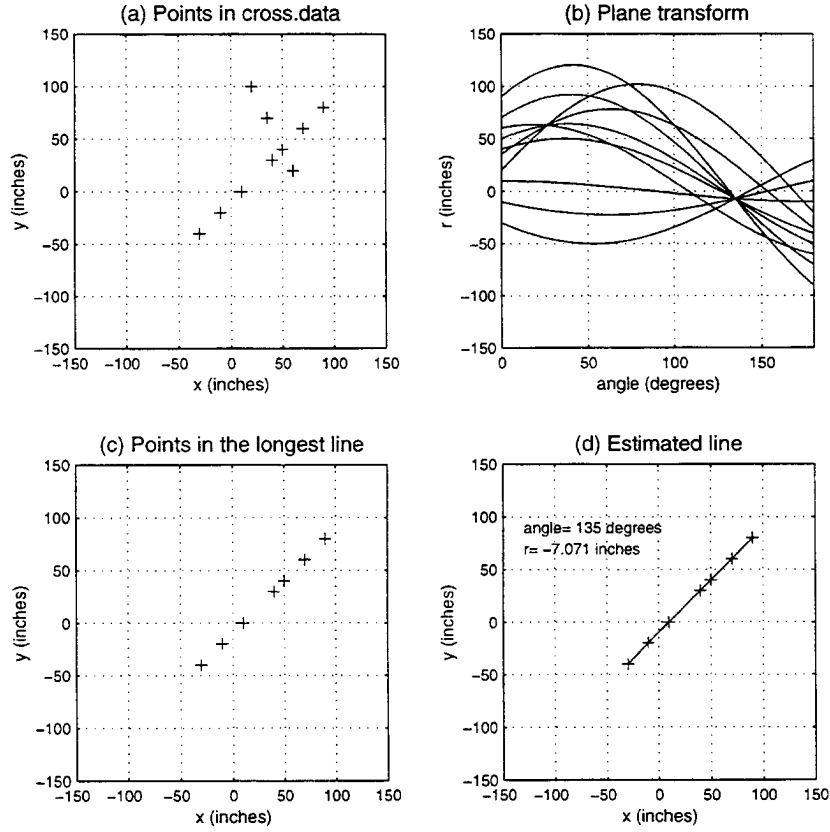 (a) Points in cross.data
150
100
50
0
−50
−100
−150
y (inches)
−150 −100 −50 0 50 100 150
x (inches)
(b) Plane transform
150
100
50
0
−50
−100
−150
r (inches)
0 50 100 150
angle (degrees)
(c) Points in the longest line
150
100
50
0
−50
−100
−150
y (inches)
−150 −100 −50 0 50 100 150
x (inches)
(d) Estimated line
150
100
50
0
−50
−100
−150
y (inches)
angle= 135 degrees
r= −7.071 inches
−150 −100 −50 0 50 100 150
x (inches)